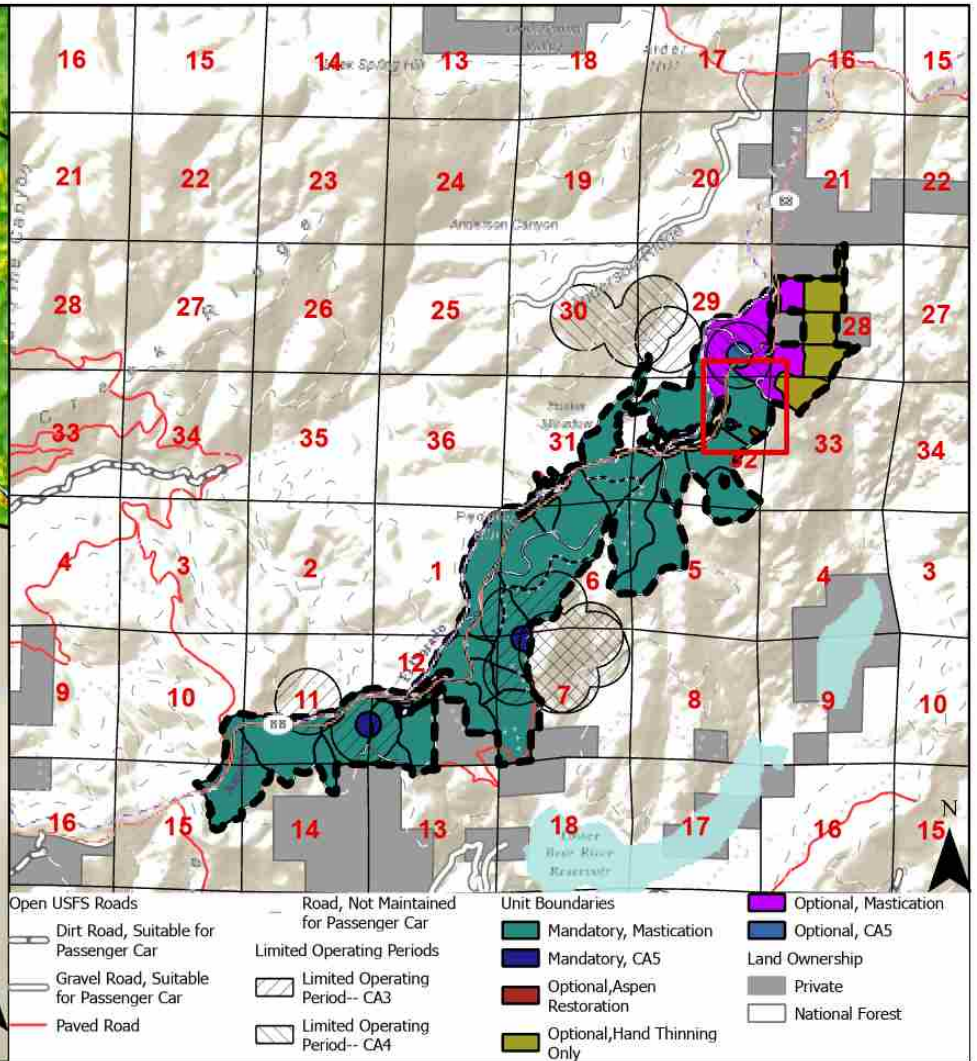 16 15 14 13 18 17 16 15
21 22 23 24 19 20 21 22
88
Anderson Canyon
28 27 26 25 30 29 28 27
33 34 35 36 31 32 33 34
4 3 2 1 6 5 4 3
9 10 11 12 7 8 9 10
88
16 15 14 13 18 17 16 15
Lower
Bear River
Reservoir
N
Open USFS Roads
Dirt Road, Suitable for
Passenger Car
Gravel Road, Suitable
for Passenger Car
Paved Road
Road, Not Maintained
for Passenger Car
Limited Operating Periods
Limited Operating
Period-- CA3
Limited Operating
Period-- CA4
Unit Boundaries
Mandatory, Mastication
Mandatory, CA5
Optional,Aspen
Restoration
Optional,Hand Thinning
Only
Optional, Mastication
Optional, CA5
Land Ownership
Private
National Forest